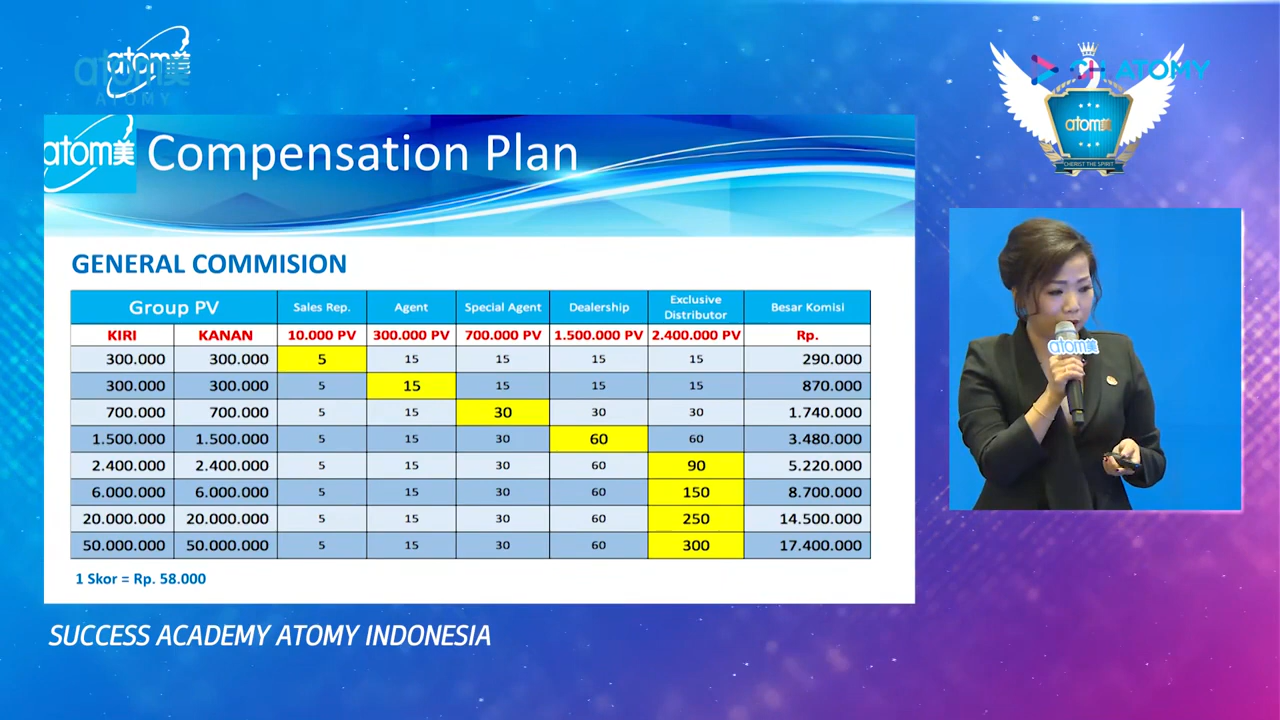 atom美
atom美
ATOMY
CH ATOMY
atom美
CHERIST THE SPIRIT
atom美 Compensation Plan
GENERAL COMMISION
Group PV Sales Rep. Agent Special Agent Dealership Exclusive Distributor Besar Komisi
KIRI KANAN 10.000 PV 300.000 PV 700.000 PV 1.500.000 PV 2.400.000 PV Rp.
300.000 300.000 5 15 15 15 15 290.000
300.000 300.000 5 15 15 15 15 870.000
700.000 700.000 5 15 30 30 30 1.740.000
1.500.000 1.500.000 5 15 30 60 60 3.480.000
2.400.000 2.400.000 5 15 30 60 90 5.220.000
6.000.000 6.000.000 5 15 30 60 150 8.700.000
20.000.000 20.000.000 5 15 30 60 250 14.500.000
50.000.000 50.000.000 5 15 30 60 300 17.400.000
1 Skor = Rp. 58.000
atom美
SUCCESS ACADEMY ATOMY INDONESIA